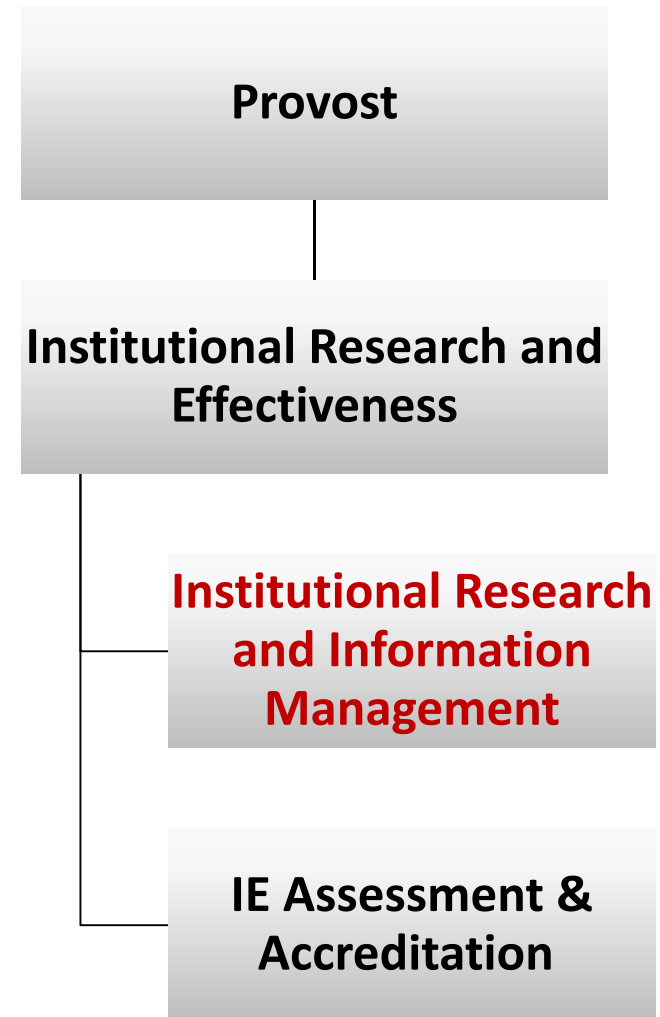 Provost
Institutional Research and
Effectiveness
Institutional Research
and Information
Management
IE Assessment &
Accreditation